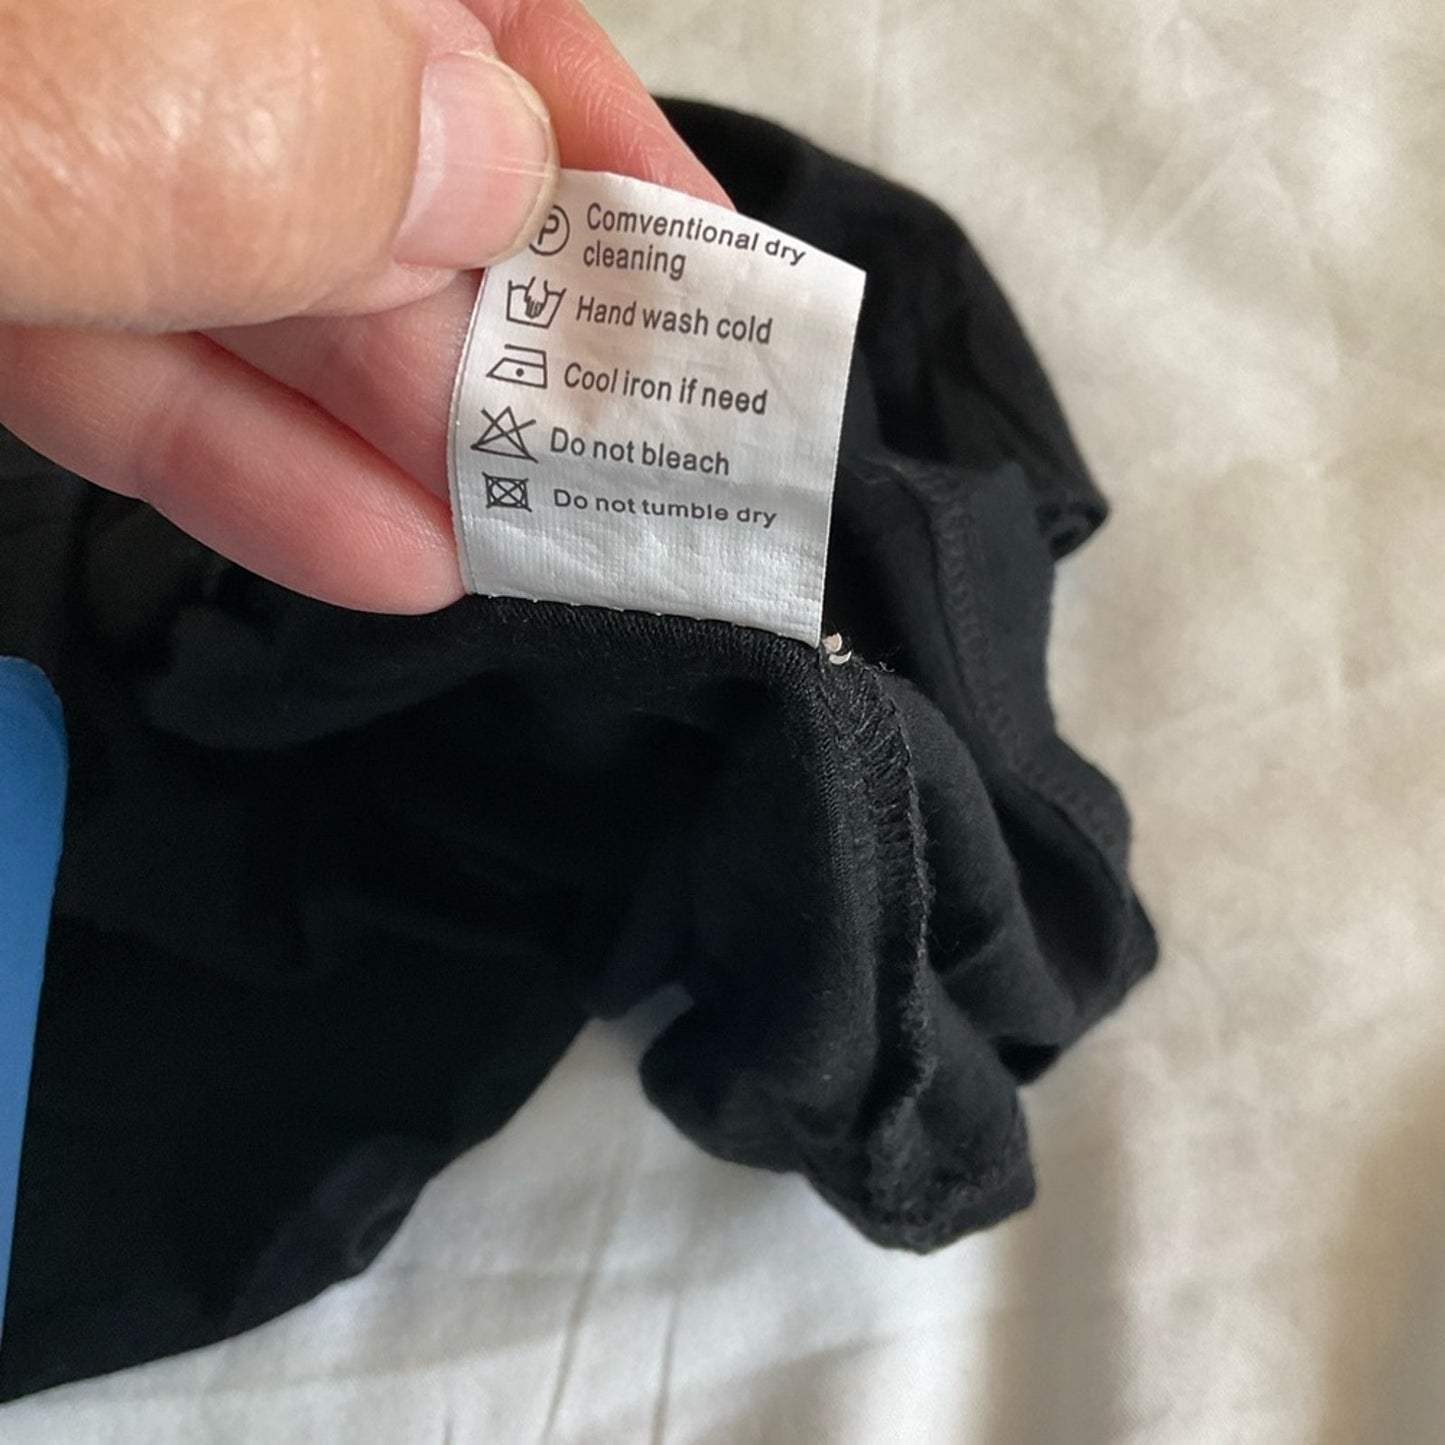 P Comventional dry
cleaning
Hand wash cold
Cool iron if need
Do not bleach
Do not tumble dry